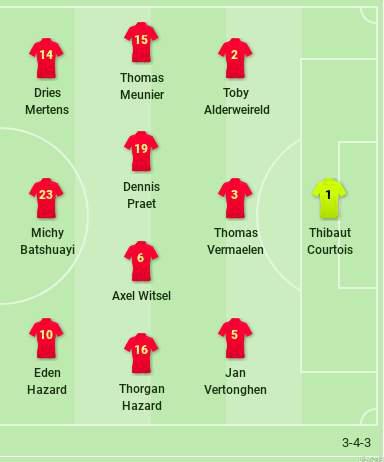 15
Thomas
Meunier
14
Dries
Mertens
2
Toby
Alderweireld
19
Dennis
Praet
23
Michy
Batshuayi
3
Thomas
Vermaelen
1
Thibaut
Courtois
6
Axel Witsel
10
Eden
Hazard
16
Thorgan
Hazard
5
Jan
Vertonghen
3-4-3